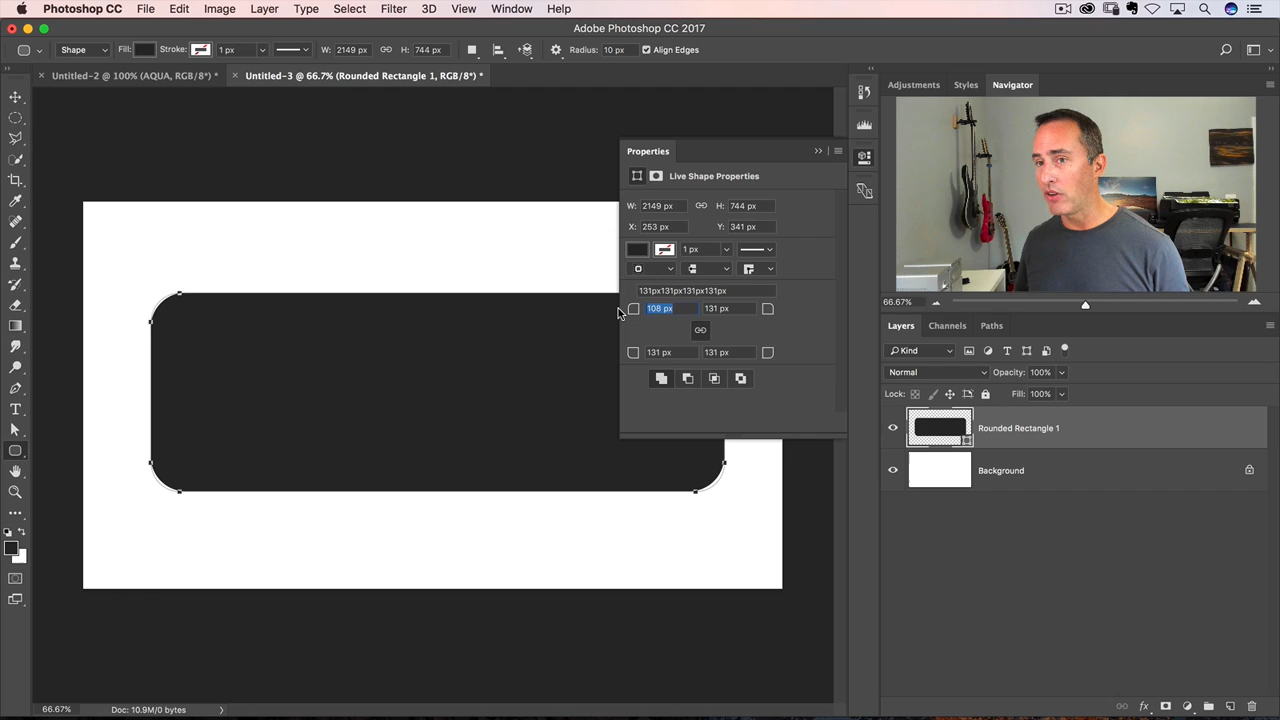 Photoshop CC File Edit Image Layer Type Select Filter 3D View Window Help
Adobe Photoshop CC 2017
Shape Fill: Stroke: 1 px W: 2149 px H: 744 px Radius: 10 px Align Edges
Untitled-2 @ 100% (AQUA, RGB/8*) * Untitled-3 @ 66.7% (Rounded Rectangle 1, RGB/8*) *
Adjustments Styles Navigator
Properties
Live Shape Properties
W: 2149 px H: 744 px
X: 253 px Y: 341 px
1 px
131px131px131px131px
108 px 131 px
131 px 131 px
66.67%
Layers Channels Paths
Kind
Normal Opacity: 100%
Lock: Fill: 100%
Rounded Rectangle 1
Background
66.67% Doc: 10.9M/0 bytes